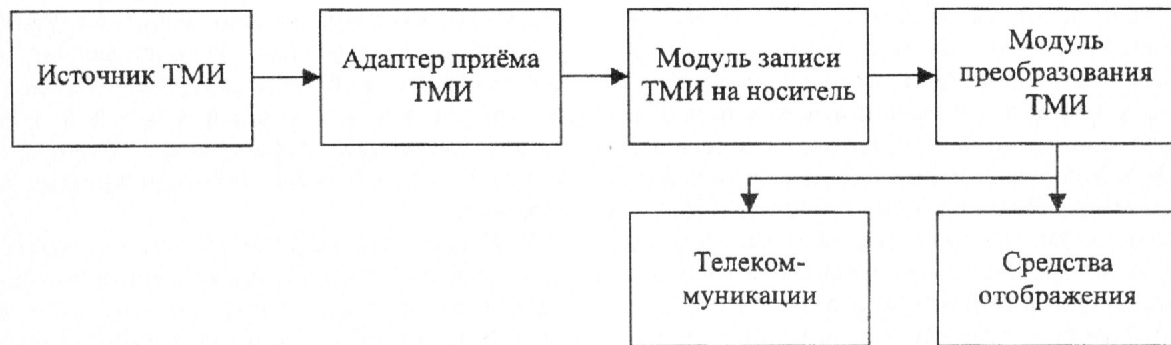 Источник ТМИ
Адаптер приёма
ТМИ
Модуль записи
ТМИ на носитель
Модуль
преобразования
ТМИ
Телеком-
муникации
Средства
отображения